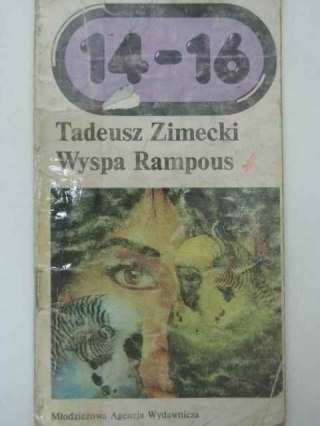 14-16
Tadeusz Zimecki
Wyspa Rampous
Młodzieżowa Agencja Wydawnicza